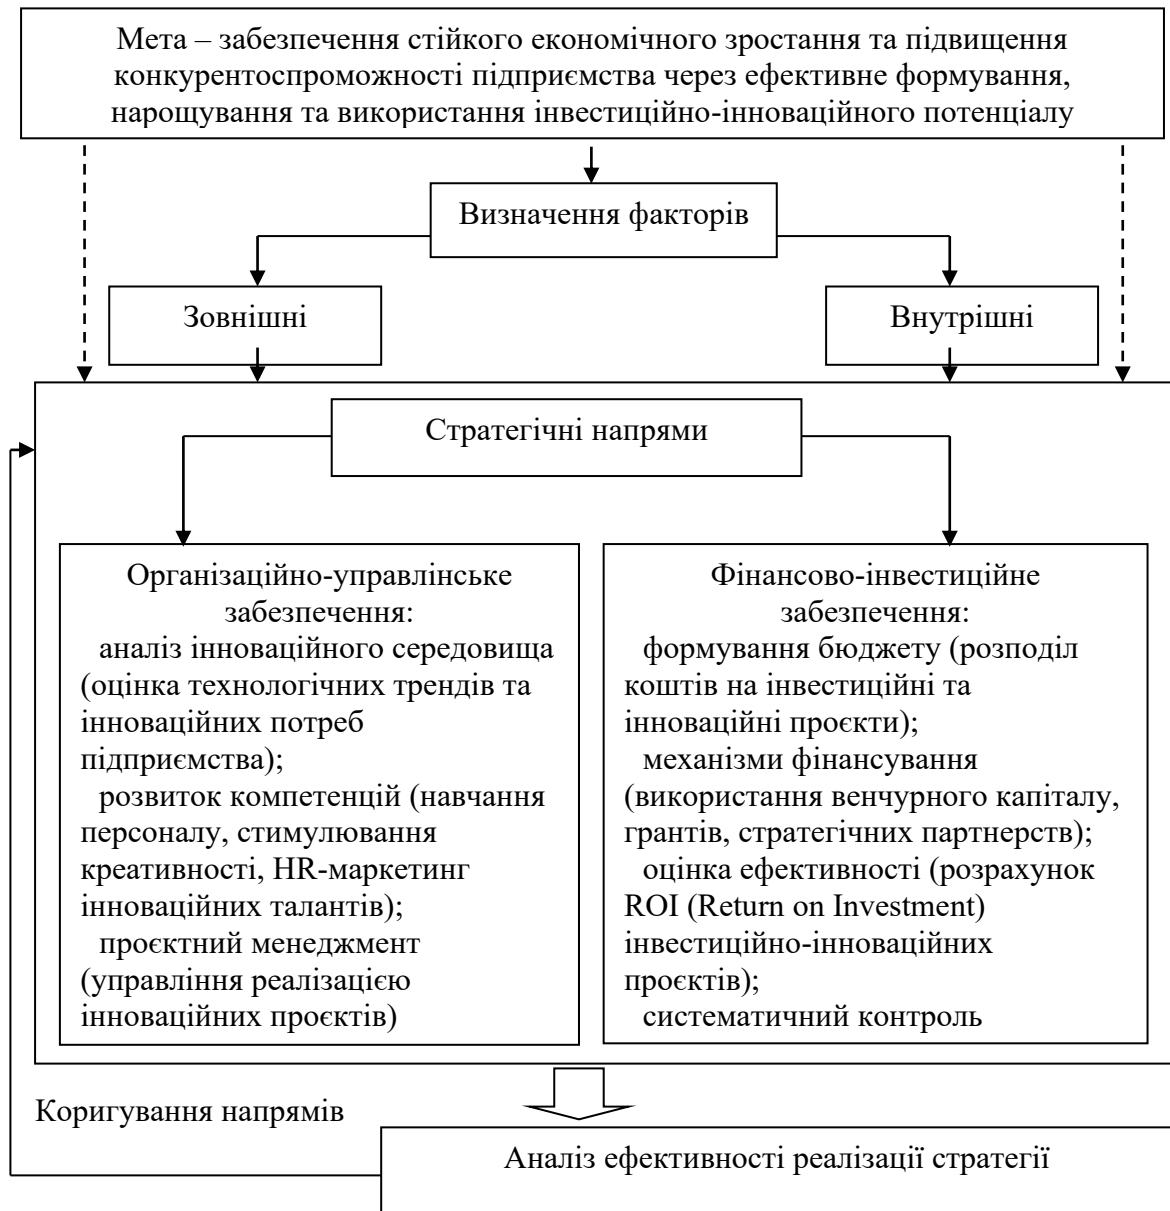 Мета – забезпечення стійкого економічного зростання та підвищення
конкурентоспроможності підприємства через ефективне формування,
нарощування та використання інвестиційно-інноваційного потенціалу
Визначення факторів
Зовнішні
Внутрішні
Стратегічні напрями
Організаційно-управлінське
забезпечення:
аналіз інноваційного середовища
(оцінка технологічних трендів та
інноваційних потреб
підприємства);
розвиток компетенцій (навчання
персоналу, стимулювання
креативності, HR-маркетинг
інноваційних талантів);
проєктний менеджмент
(управління реалізацією
інноваційних проєктів)
Фінансово-інвестиційне
забезпечення:
формування бюджету (розподіл
коштів на інвестиційні та
інноваційні проєкти);
механізми фінансування
(використання венчурного капіталу,
грантів, стратегічних партнерств);
оцінка ефективності (розрахунок
ROI (Return on Investment)
інвестиційно-інноваційних
проєктів);
систематичний контроль
Коригування напрямів
Аналіз ефективності реалізації стратегії